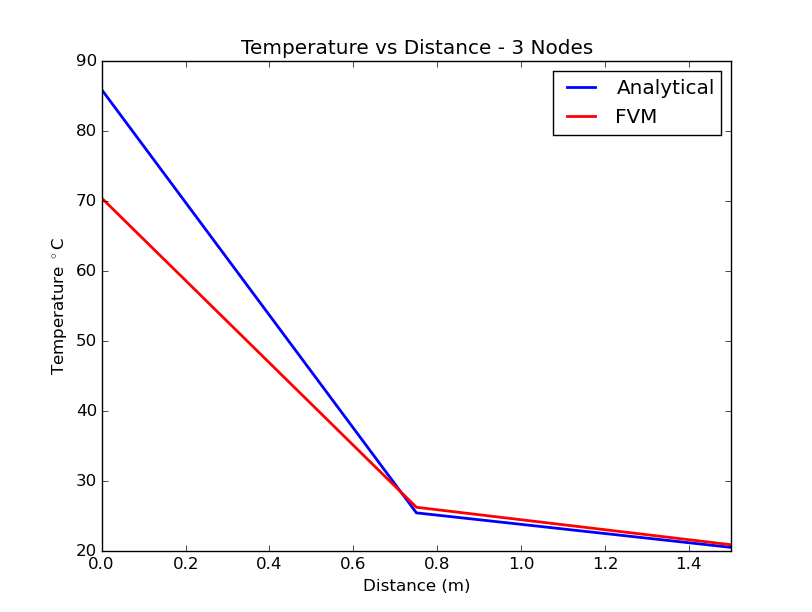 Temperature vs Distance - 3 Nodes
Analytical
FVM
90
80
70
60
50
40
30
20
Temperature °C
0.0 0.2 0.4 0.6 0.8 1.0 1.2 1.4
Distance (m)